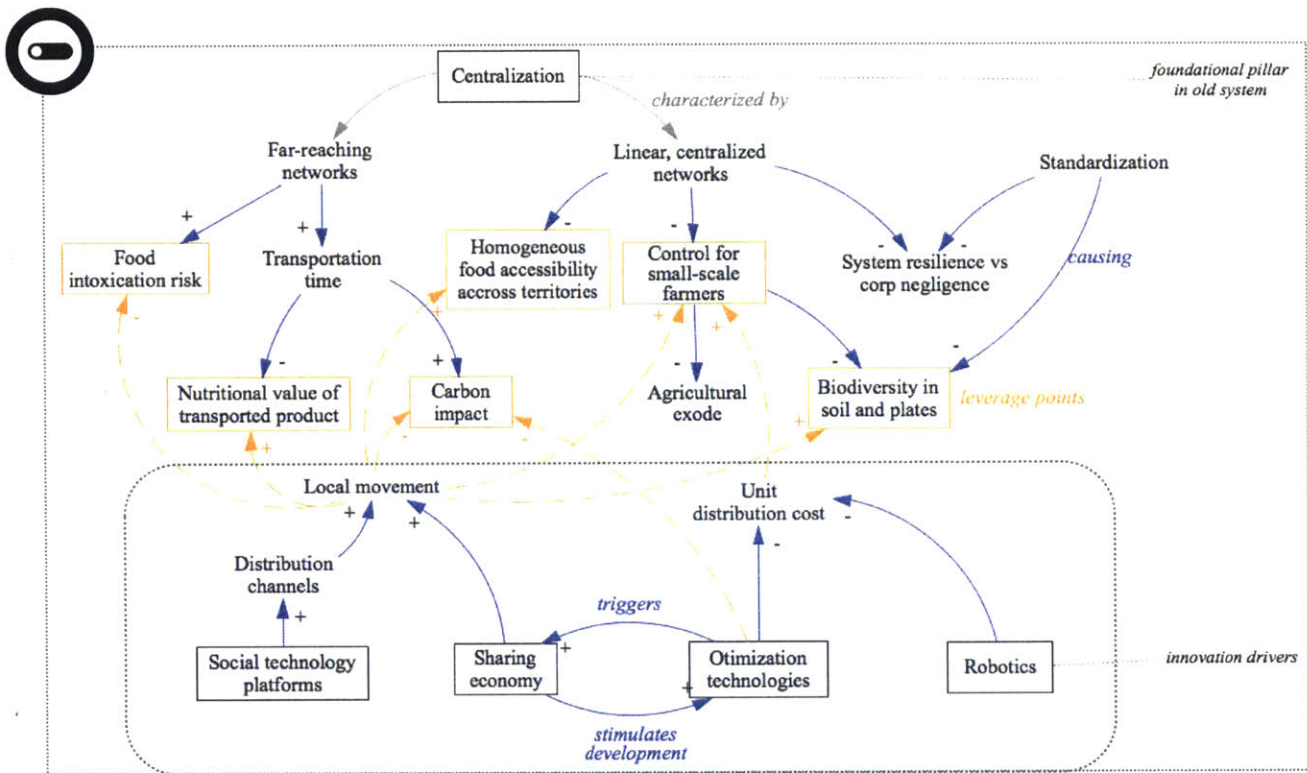 Centralization
foundational pillar
in old system
characterized by
Far-reaching
networks
Linear, centralized
networks
Standardization
+
+
-
-
-
-
Food
intoxication risk
Transportation
time
Homogeneous
food accessibility
accross territories
Control for
small-scale
farmers
System resilience vs
corp negligence
causing
-
+
+
+
-
+
-
-
-
Nutritional value of
transported product
Carbon
impact
Agricultural
exode
Biodiversity in
soil and plates
leverage points
+
-
-
+
Local movement
Unit
distribution cost
+
+
-
-
Distribution
channels
+
triggers
+
Social technology
platforms
Sharing
economy
Otimization
technologies
+
Robotics
innovation drivers
stimulates
development